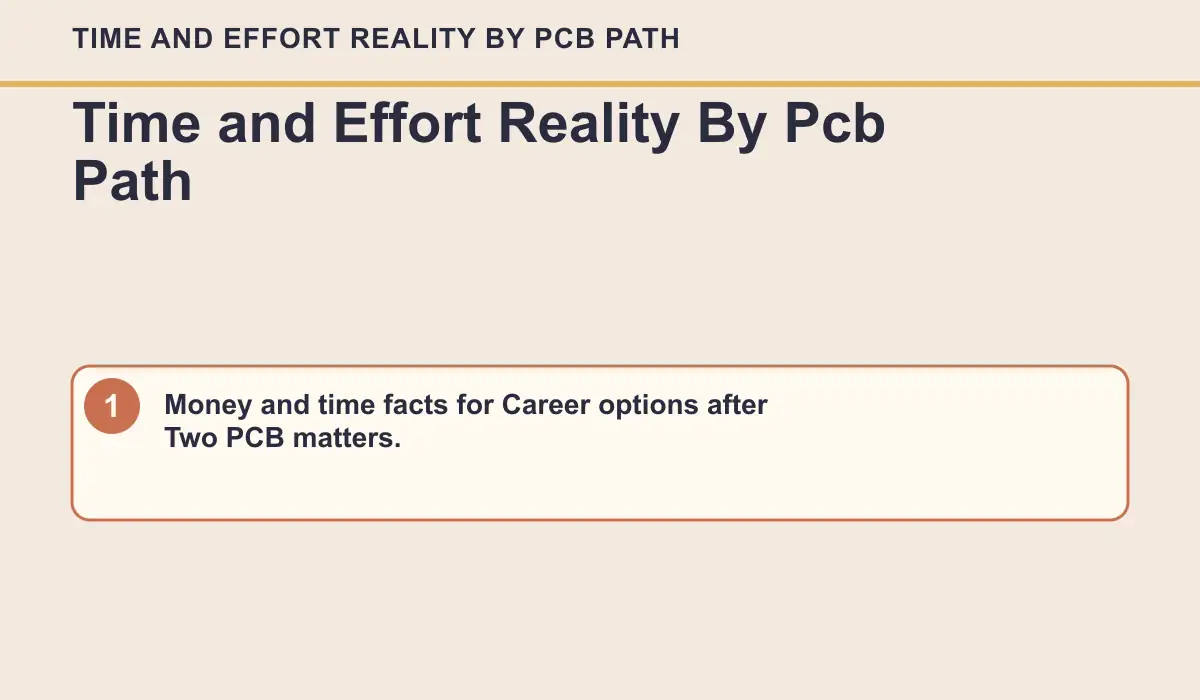 TIME AND EFFORT REALITY BY PCB PATH
Time and Effort Reality By Pcb
Path
1
Money and time facts for Career options after
Two PCB matters.